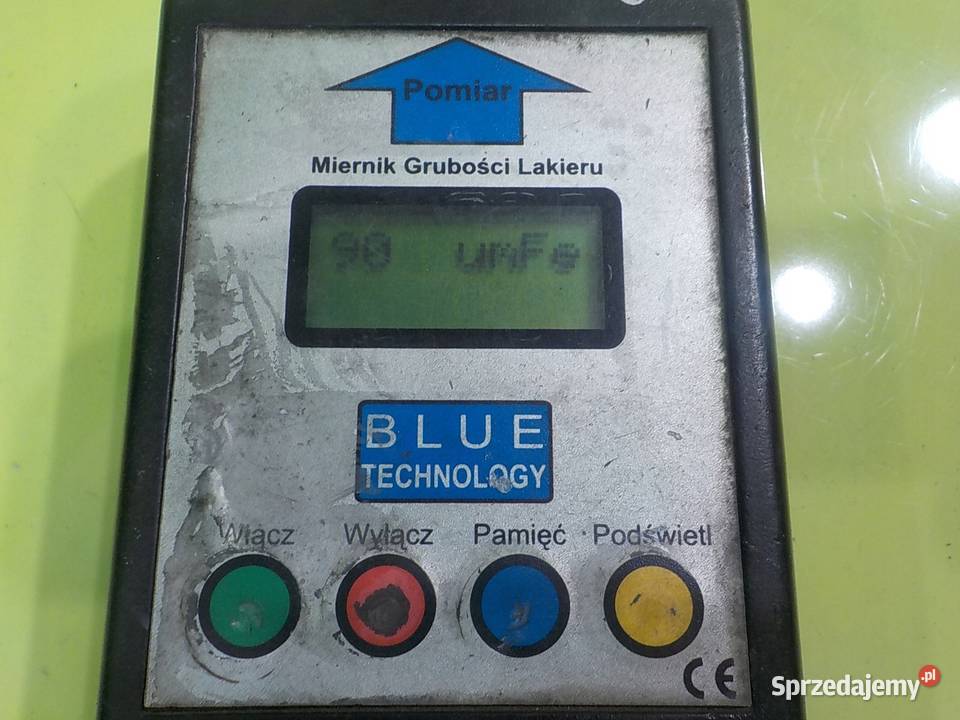 Pomiar
Miernik Grubości Lakieru
90 umFe
BLUE
TECHNOLOGY
Włącz Wyłącz Pamięć Podświetl
CE
Sprzedajemy.pl